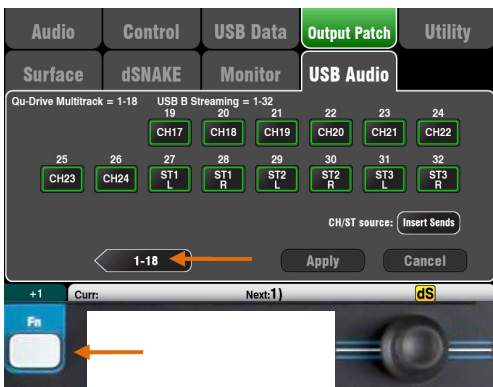 Audio Control USB Data Output Patch Utility
Surface dSNAKE Monitor USB Audio
Qu-Drive Multitrack = 1-18 USB B Streaming = 1-32
19 20 21 22 23 24
CH17 CH18 CH19 CH20 CH21 CH22
25 26 27 28 29 30 31 32
CH23 CH24 ST1 L ST1 R ST2 L ST2 R ST3 L ST3 R
CH/ST source: Insert Sends
1-18 Apply Cancel
+1 Curr: Next:1) dS
Fn